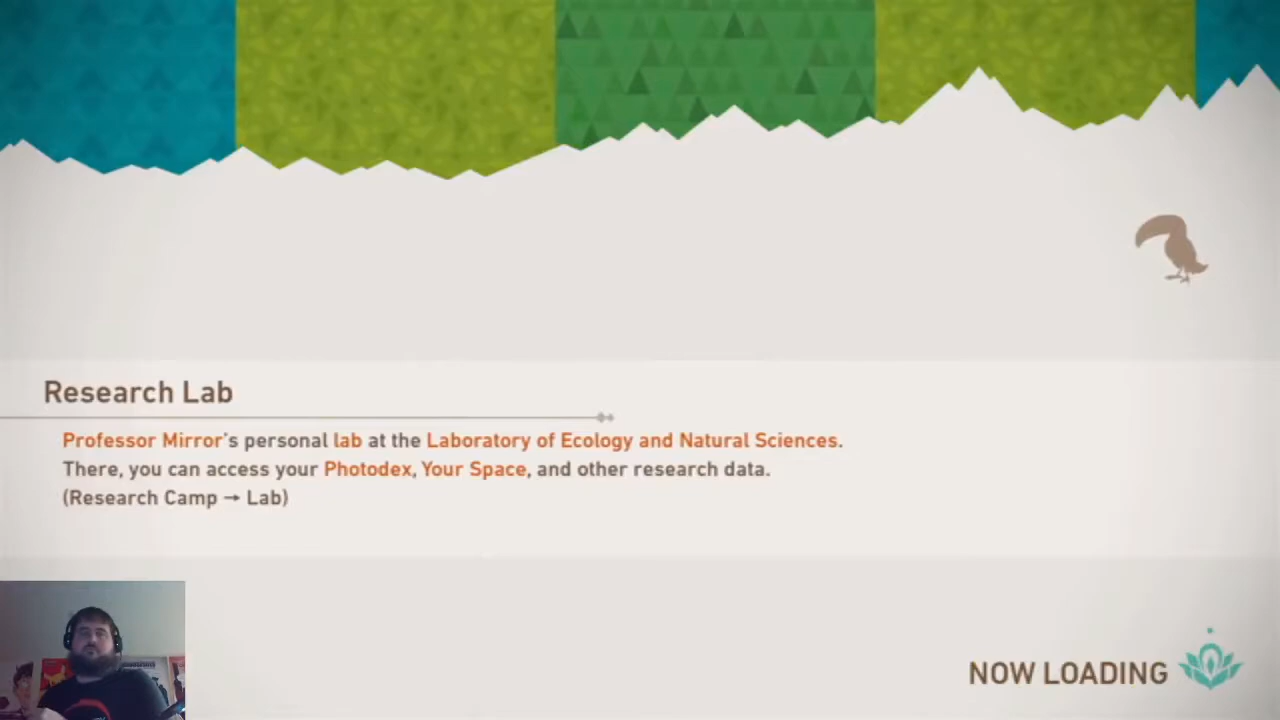 Research Lab
Professor Mirror's personal lab at the Laboratory of Ecology and Natural Sciences.
There, you can access your Photodex, Your Space, and other research data.
(Research Camp → Lab)
NOW LOADING